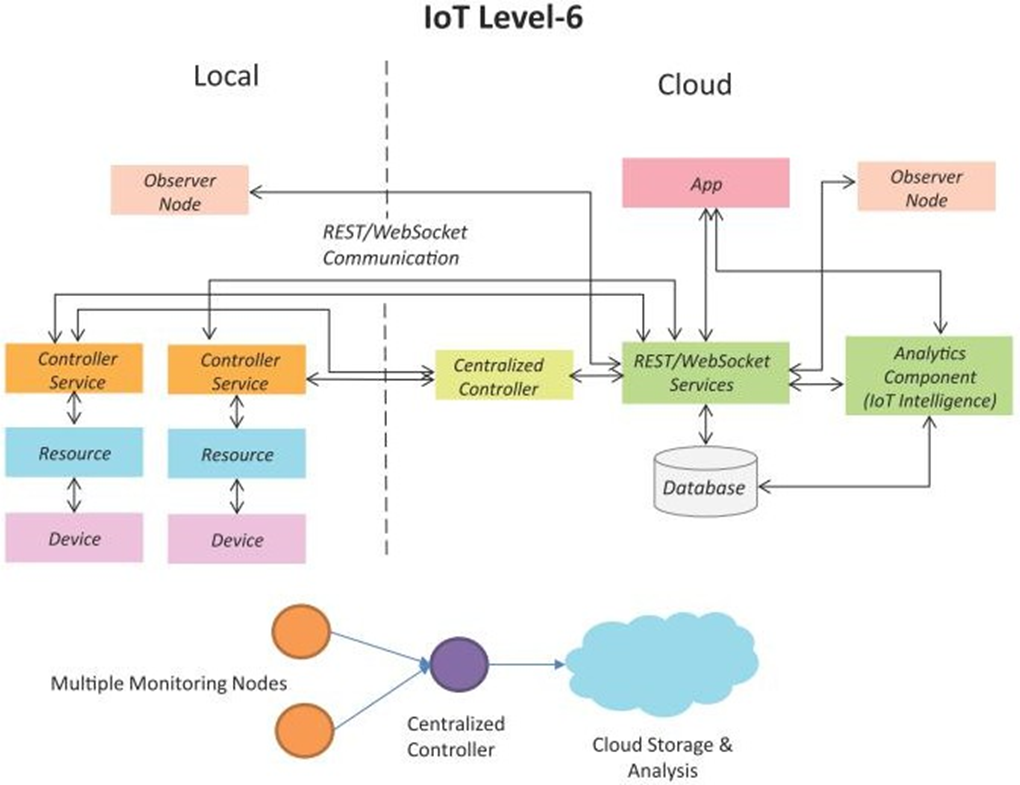 IoT Level-6
Local
Cloud
Observer
Node
App
Observer
Node
REST/WebSocket
Communication
Controller
Service
Controller
Service
Centralized
Controller
REST/WebSocket
Services
Analytics
Component
(IoT Intelligence)
Resource
Resource
Database
Device
Device
Multiple Monitoring Nodes
Centralized
Controller
Cloud Storage &
Analysis